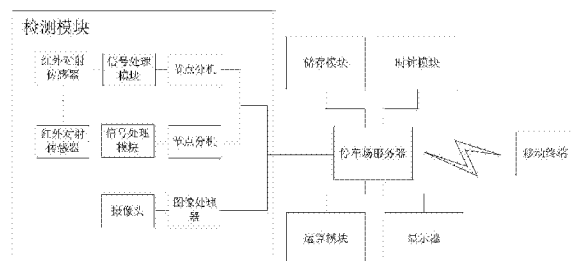 检测模块
红外对射
传感器
信号处理
模块
节点分机
红外对射
传感器
信号处理
模块
节点分机
摄像头
图像处理
器
储存模块
时钟模块
停车场服务器
移动终端
运算模块
显示器